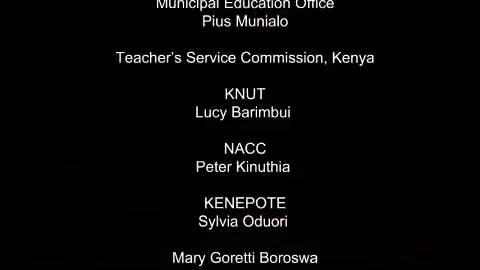 Municipal Education Office
Pius Munialo
Teacher's Service Commission, Kenya
KNUT
Lucy Barimbui
NACC
Peter Kinuthia
KENEPOTE
Sylvia Oduori
Mary Goretti Boroswa